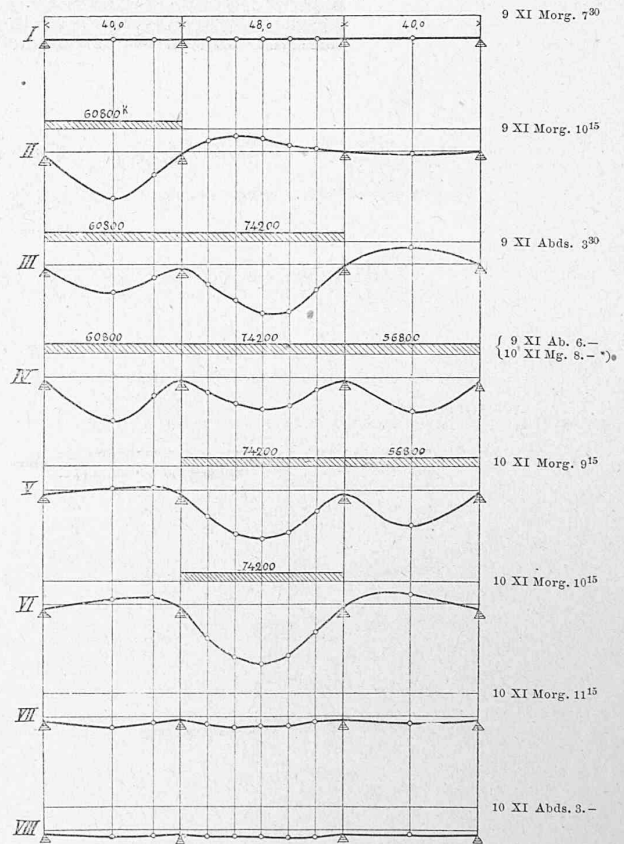 40,0 48,0 40,0
I 9 XI Morg. 7³⁰
60800ᴷ
II 9 XI Morg. 10¹⁵
60800 74200
III 9 XI Abds. 3³⁰
60800 74200 56800
IV { 9 XI Ab. 6.—
{10 XI Mg. 8.— *)
74200 56800
V 10 XI Morg. 9¹⁵
74200
VI 10 XI Morg. 10¹⁵
VII 10 XI Morg. 11¹⁵
VIII 10 XI Abds. 3.—